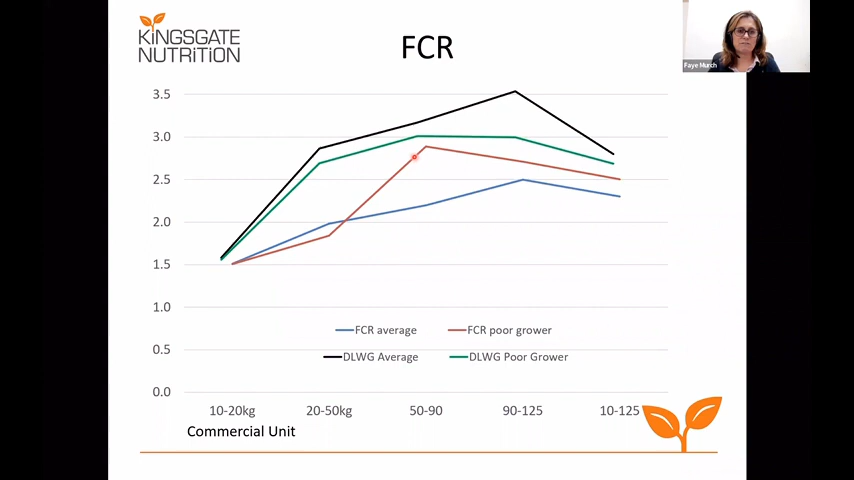 KINGSGATE
NUTRiTiON
FCR
Faye Murch
3.5
3.0
2.5
2.0
1.5
1.0
0.5
0.0
FCR average
FCR poor grower
DLWG Average
DLWG Poor Grower
10-20kg 20-50kg 50-90 90-125 10-125
Commercial Unit